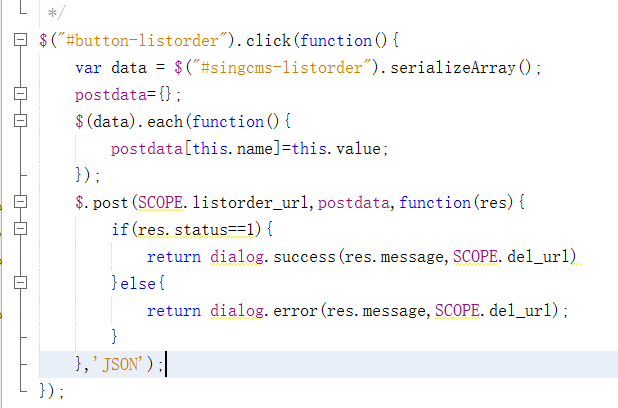 */
$("#button-listorder").click(function(){
    var data = $("#singcms-listorder").serializeArray();
    postdata={};
    $(data).each(function(){
        postdata[this.name]=this.value;
    });
    $.post(SCOPE.listorder_url,postdata,function(res){
        if(res.status==1){
            return dialog.success(res.message,SCOPE.del_url)
        }else{
            return dialog.error(res.message,SCOPE.del_url);
        }
    },'JSON');
});